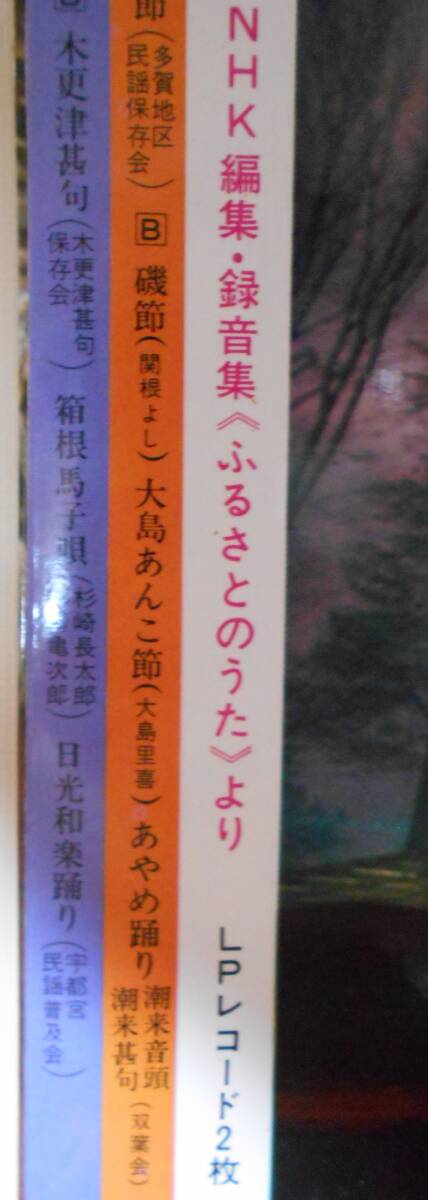 NHK編集・録音集《ふるさとのうた》より　LPレコード2枚
節（多賀地区民謡保存会）　B　磯節（関根よし）大島あんこ節（大島里喜）あやめ踊り　潮来音頭　潮来甚句（双葉会）
木更津甚句（木更津甚句保存会）　箱根馬子唄（杉崎長太郎　亀次郎）　日光和楽踊り（宇都宮民謡普及会）